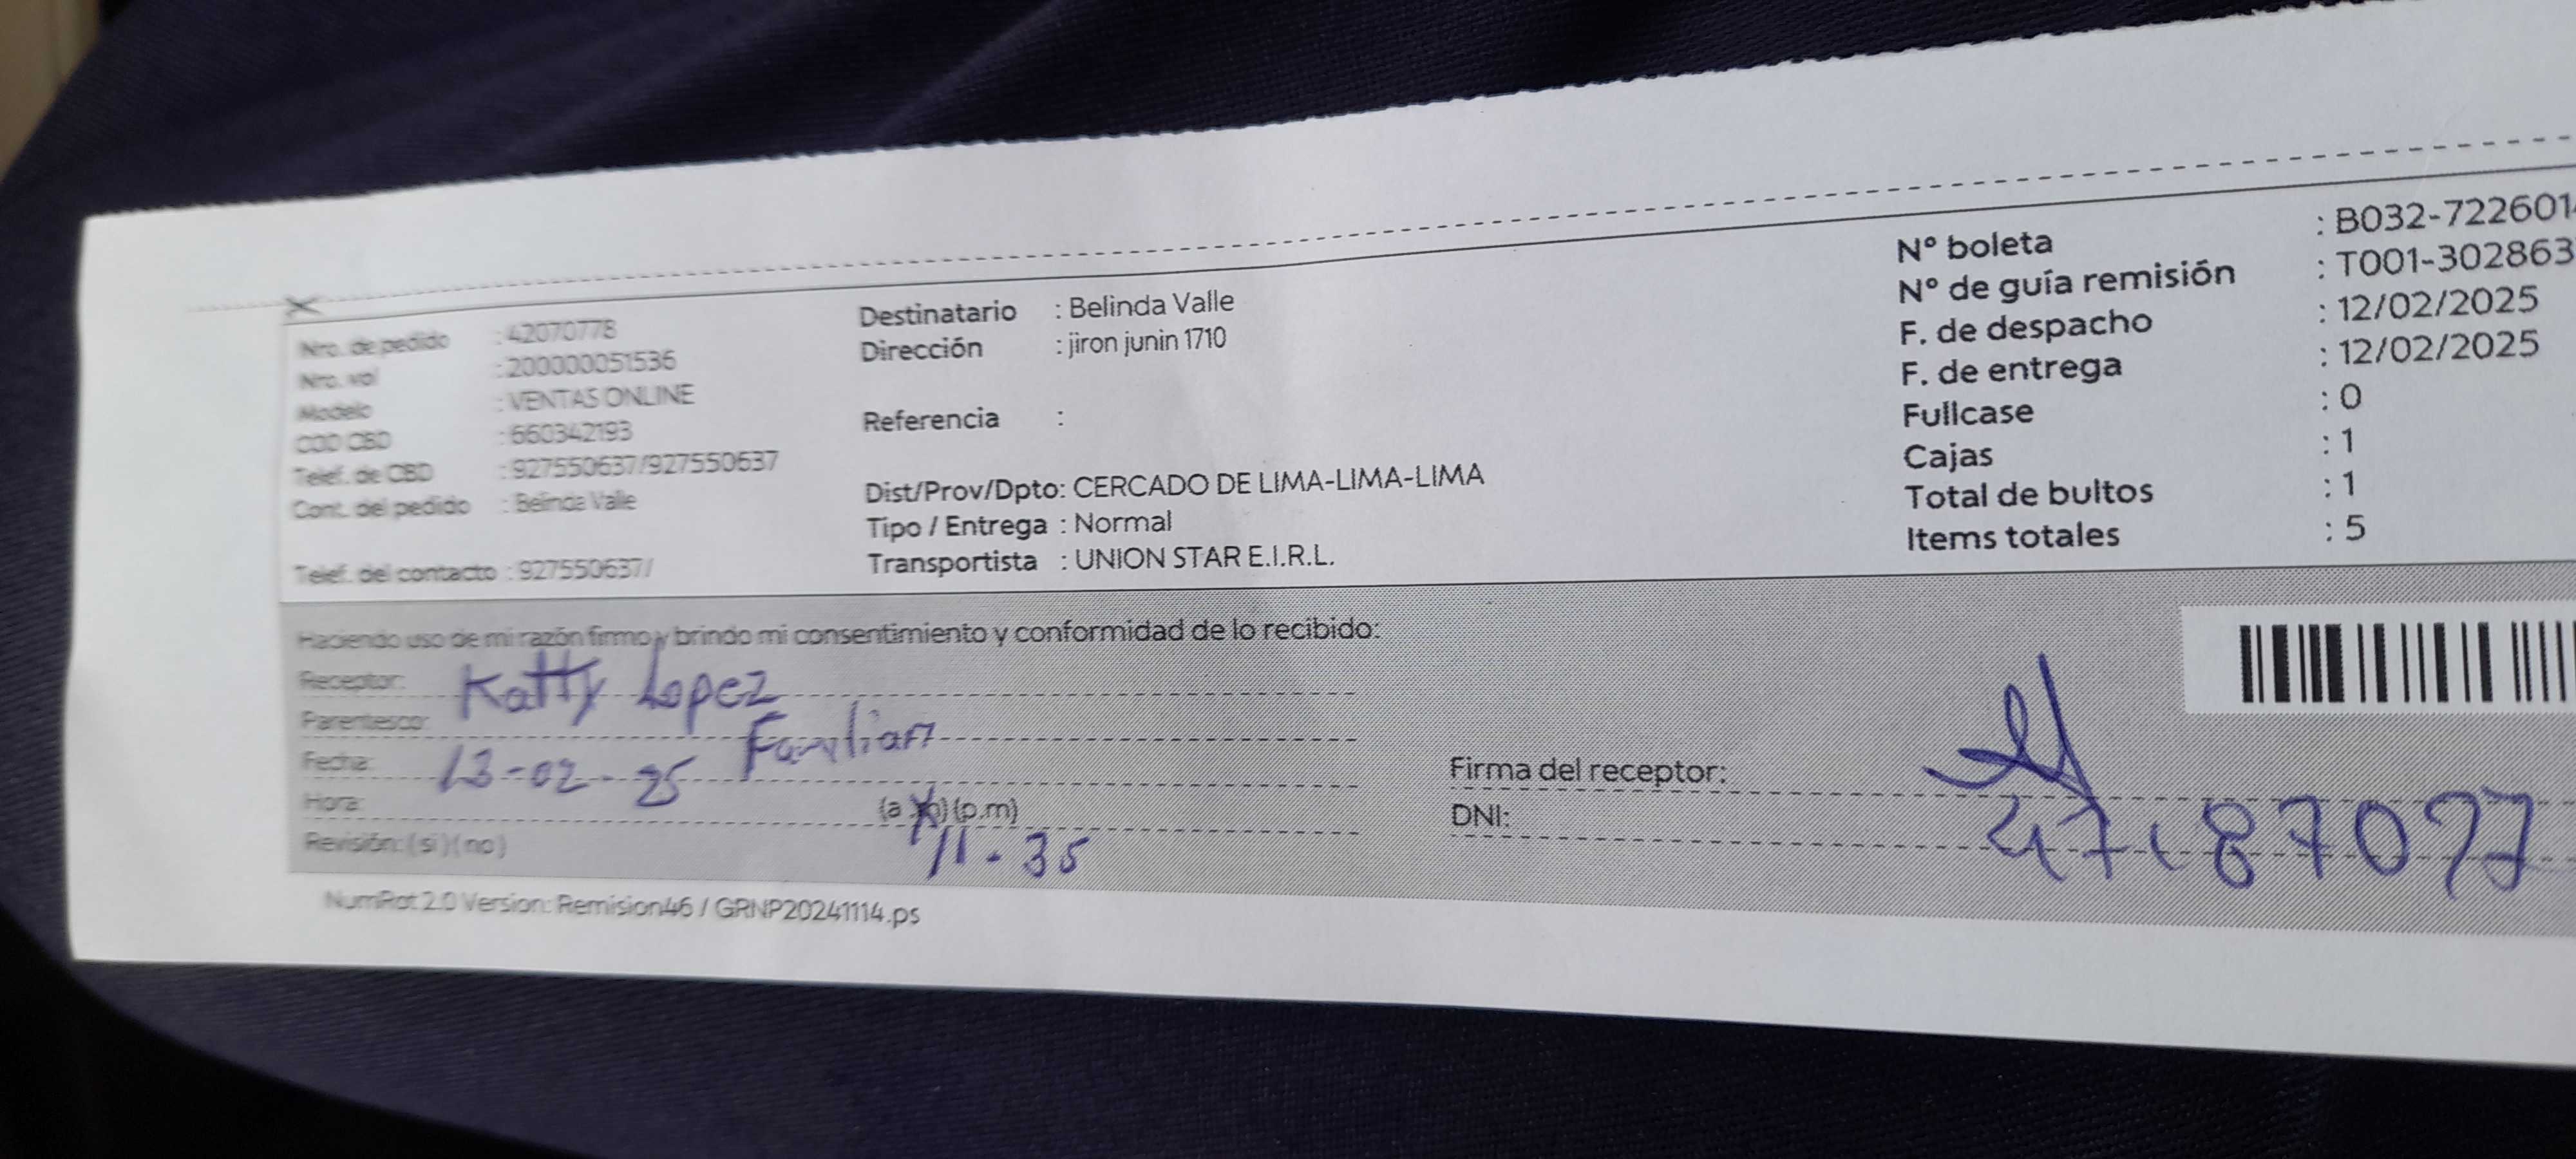 Nro. de pedido : 42070778
Nro. vol : 200000051536
Modelo : VENTAS ONLINE
COD CBD : 660342193
Telef. de CBD : 927550637/927550637
Cont. del pedido : Belinda Valle
Telef. del contacto : 927550637/
Destinatario : Belinda Valle
Dirección : jiron junin 1710
Referencia :
Dist/Prov/Dpto: CERCADO DE LIMA-LIMA-LIMA
Tipo / Entrega : Normal
Transportista : UNION STAR E.I.R.L.
N° boleta : B032-722601
N° de guía remisión : T001-302863
F. de despacho : 12/02/2025
F. de entrega : 12/02/2025
Fullcase : 0
Cajas : 1
Total de bultos : 1
Items totales : 5
Haciendo uso de mi razón firmo y brindo mi consentimiento y conformidad de lo recibido:
Receptor: Katty Lopez
Parentesco: Familiar
Fecha: 13-02-25
Hora: (a.m)(p.m)
11-35
Revisión: (si) (no)
Firma del receptor:
DNI:
NumRot 2.0 Version: Remision46 / GRNP20241114.ps